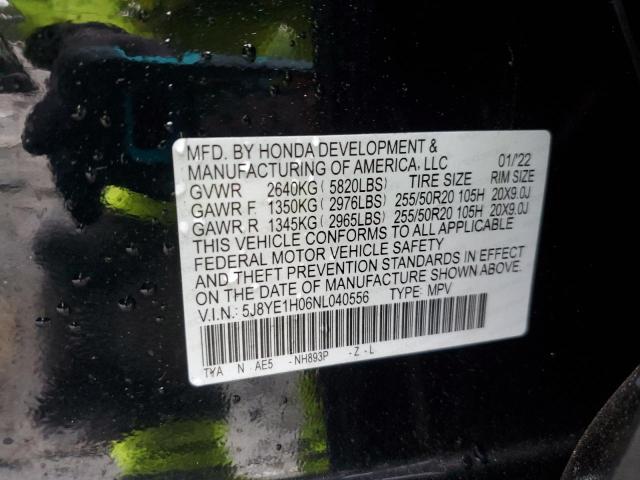 MFD. BY HONDA DEVELOPMENT &
MANUFACTURING OF AMERICA, LLC 01/'22
GVWR 2640KG (5820LBS) TIRE SIZE RIM SIZE
GAWR F 1350KG (2976LBS) 255/50R20 105H 20X9.0J
GAWR R 1345KG (2965LBS) 255/50R20 105H 20X9.0J
THIS VEHICLE CONFORMS TO ALL APPLICABLE
FEDERAL MOTOR VEHICLE SAFETY
AND THEFT PREVENTION STANDARDS IN EFFECT
ON THE DATE OF MANUFACTURE SHOWN ABOVE.
V.I.N.: 5J8YE1H06NL040556 TYPE: MPV
TYA N AE5 -NH893P -Z-L